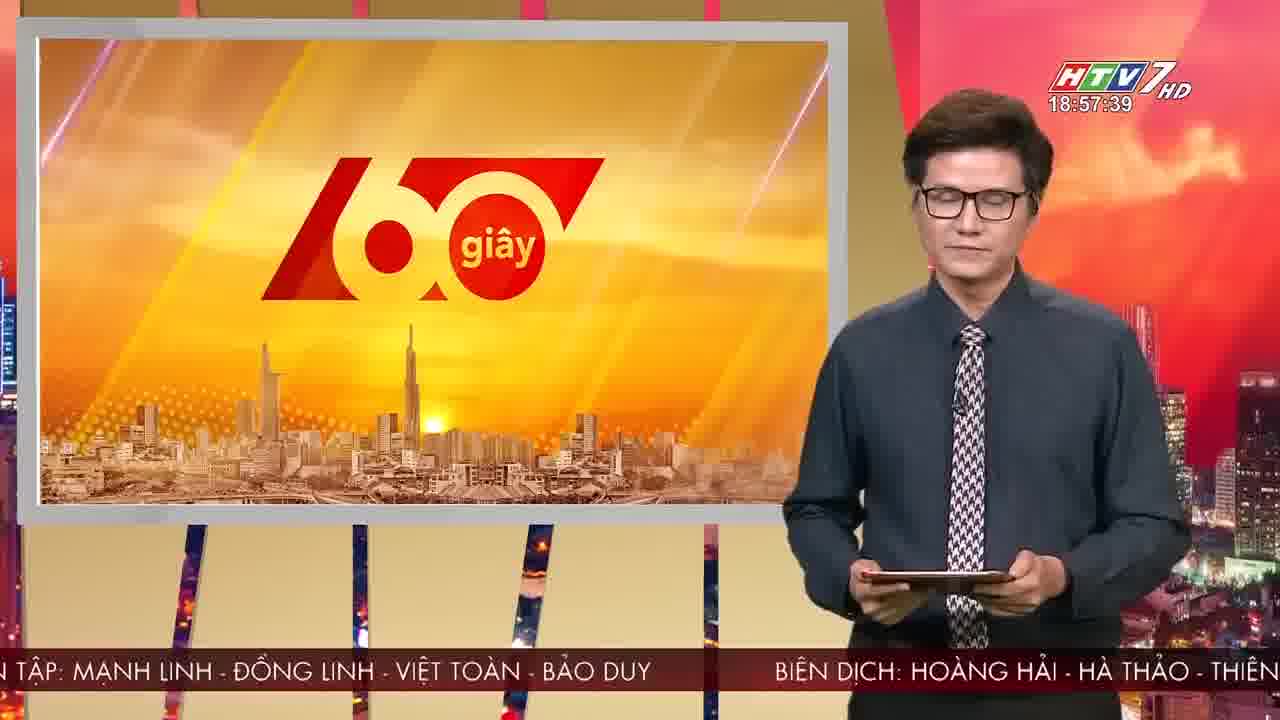 HTV7 HD
18:57:39
60 giây
N TẬP: MẠNH LINH - ĐỒNG LINH - VIỆT TOÀN - BẢO DUY BIÊN DỊCH: HOÀNG HẢI - HÀ THẢO - THIÊN